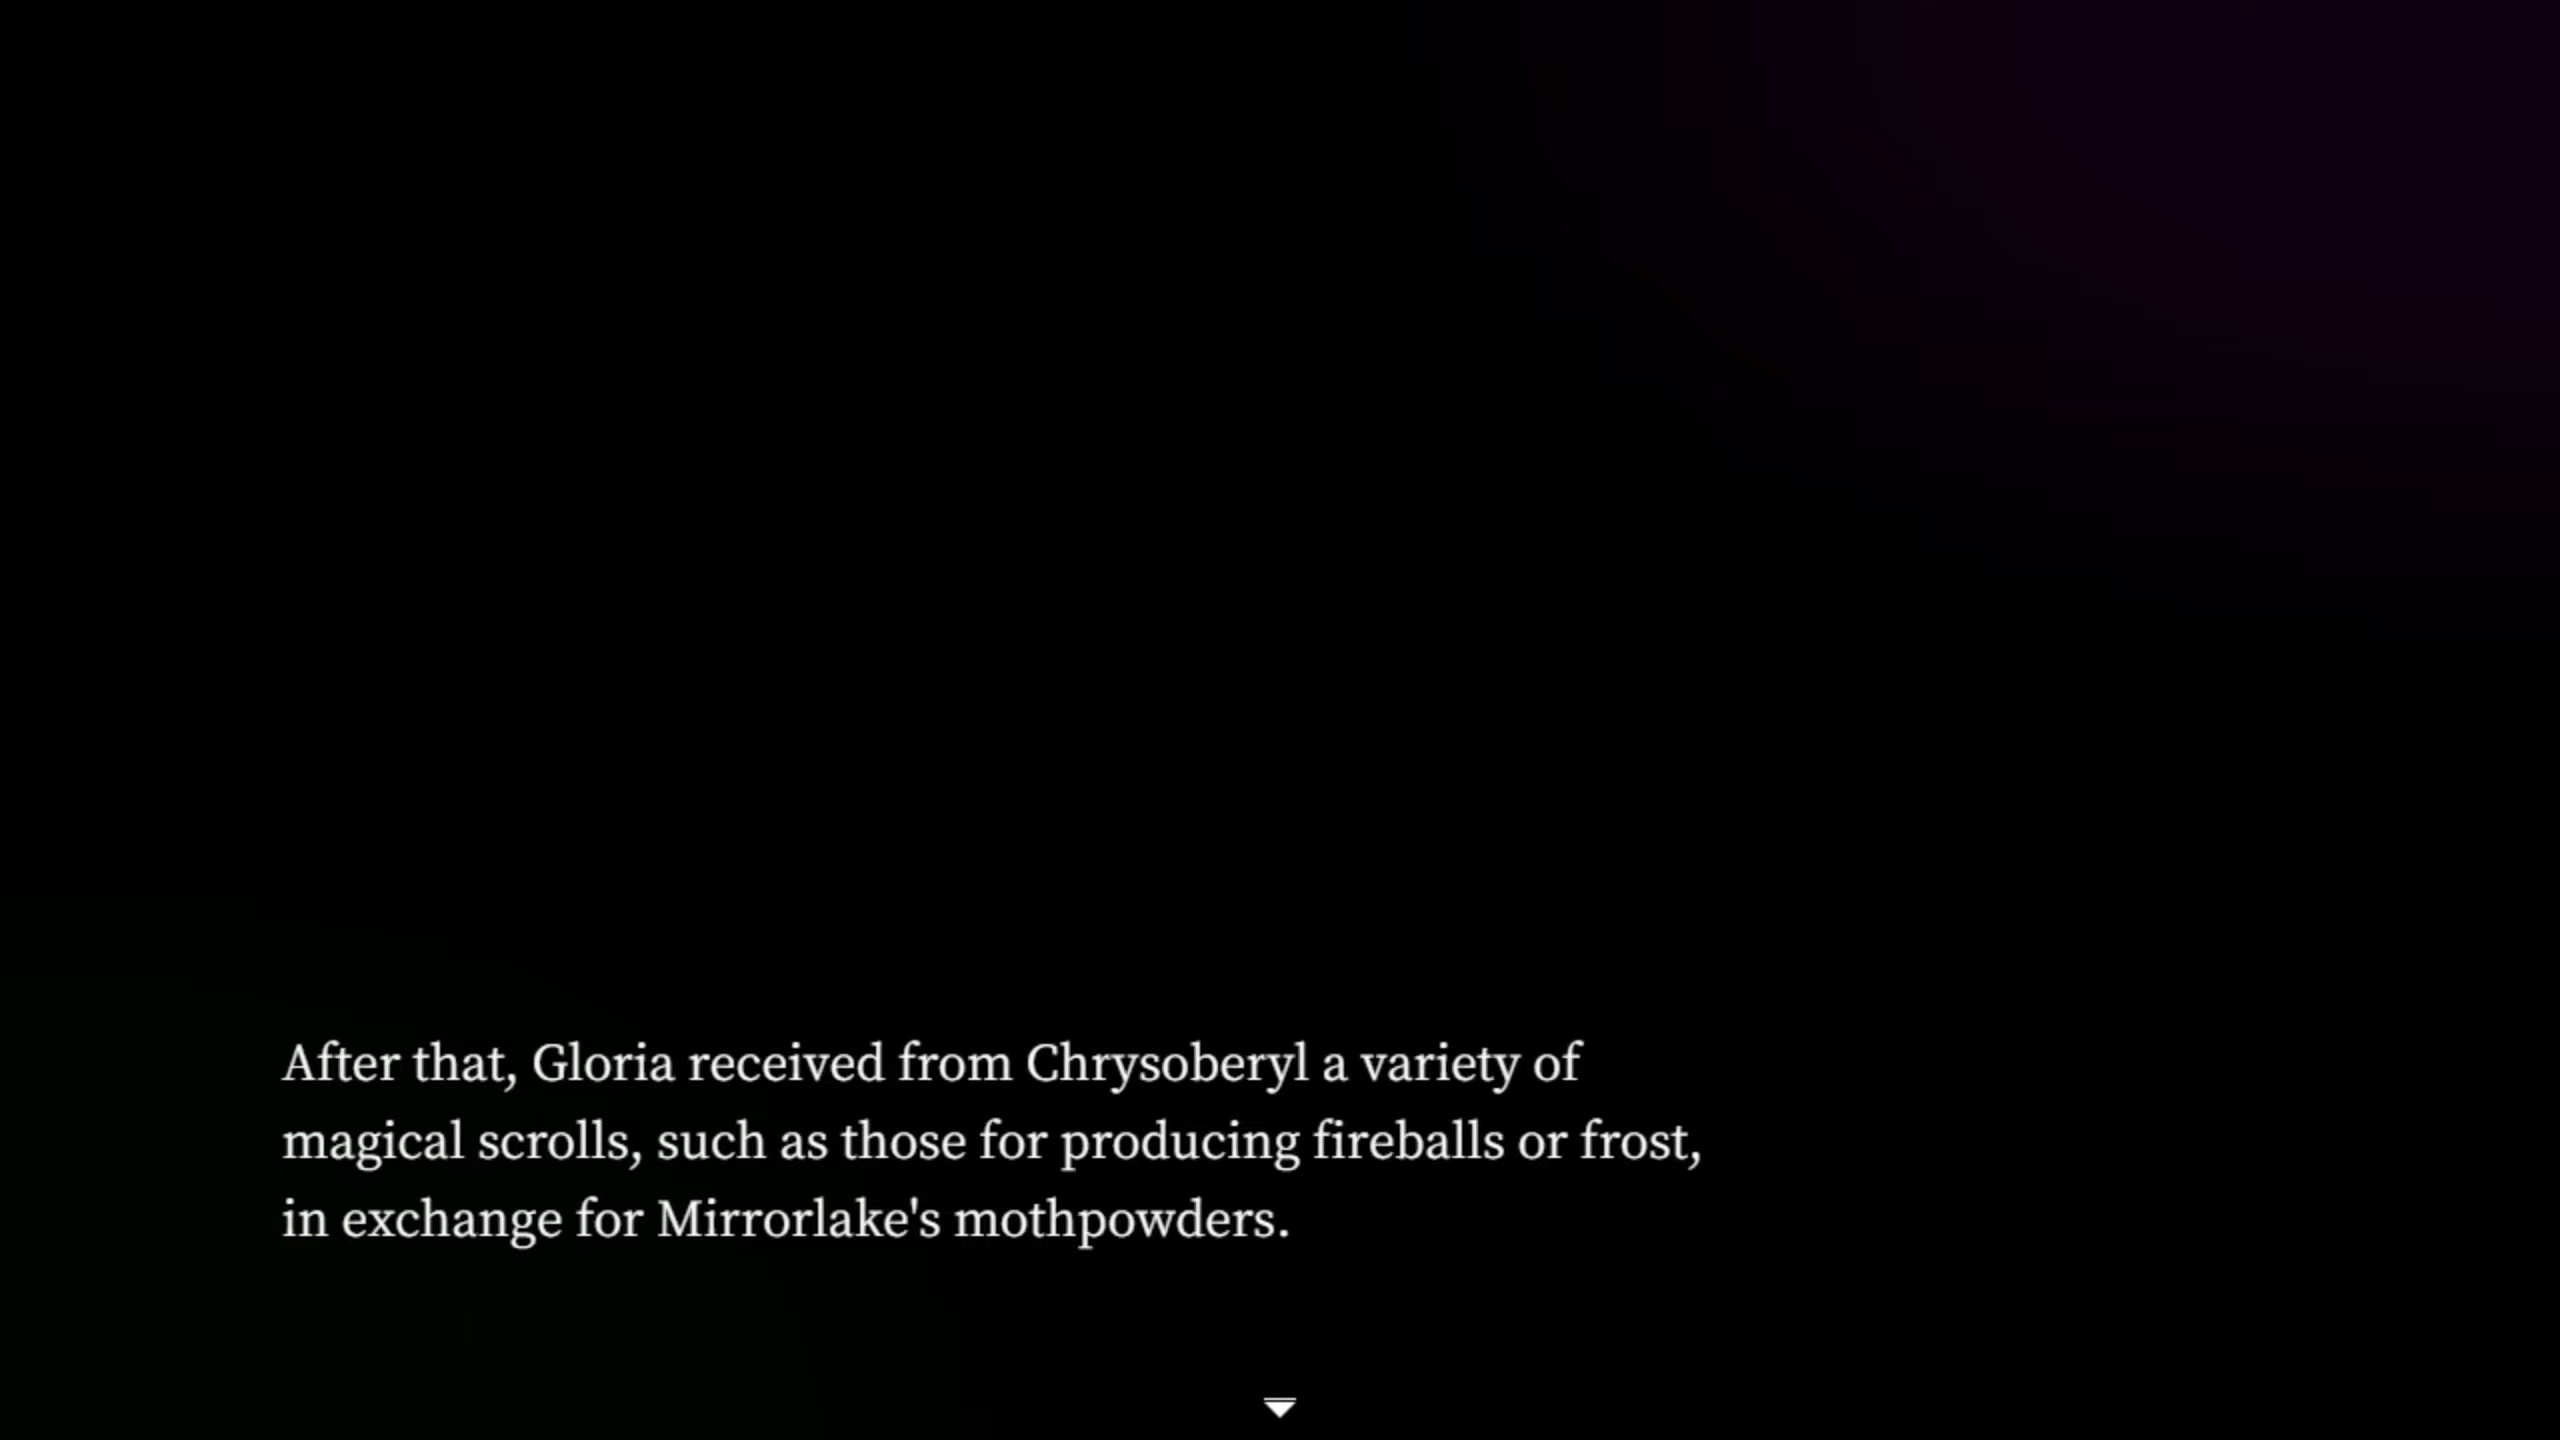 After that, Gloria received from Chrysoberyl a variety of
magical scrolls, such as those for producing fireballs or frost,
in exchange for Mirrorlake's mothpowders.